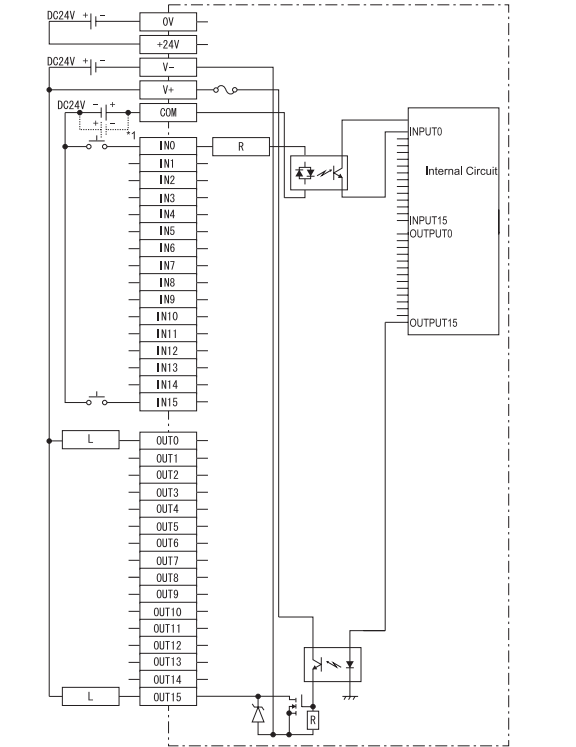 DC24V + −
0V
+24V
DC24V + −
V−
V+
DC24V − +
COM
+ −
*1
IN0
R
IN1
IN2
IN3
IN4
IN5
IN6
IN7
IN8
IN9
IN10
IN11
IN12
IN13
IN14
IN15
INPUT0
Internal Circuit
INPUT15
OUTPUT0
OUTPUT15
L
OUT0
OUT1
OUT2
OUT3
OUT4
OUT5
OUT6
OUT7
OUT8
OUT9
OUT10
OUT11
OUT12
OUT13
OUT14
L
OUT15
R